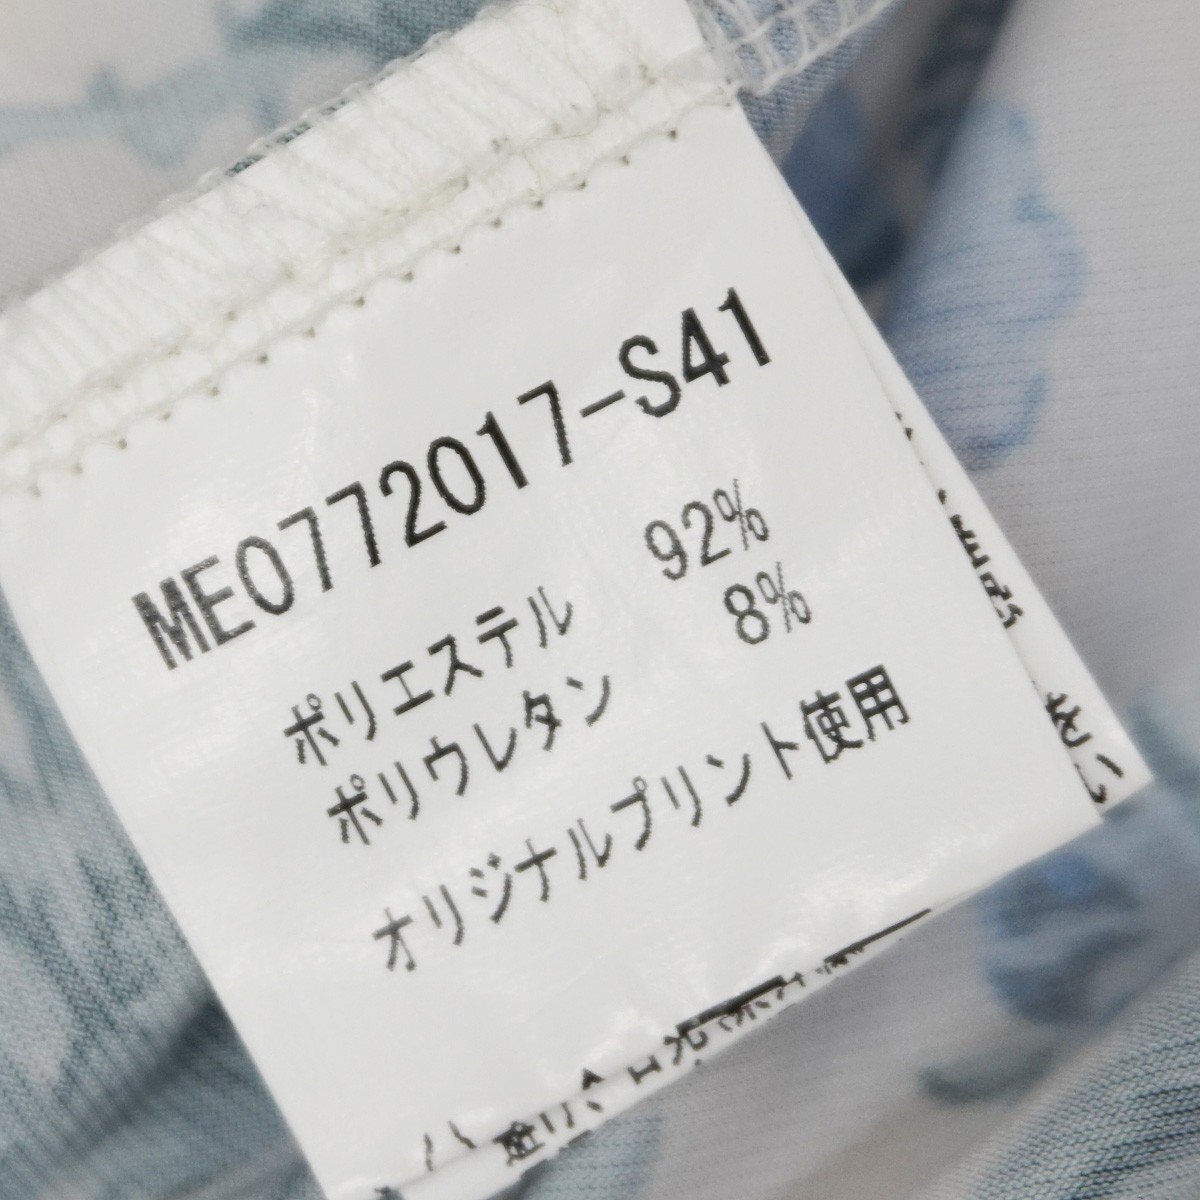 ME072017-S41
ポリエステル 92%
ポリウレタン 8%
オリジナルプリント使用